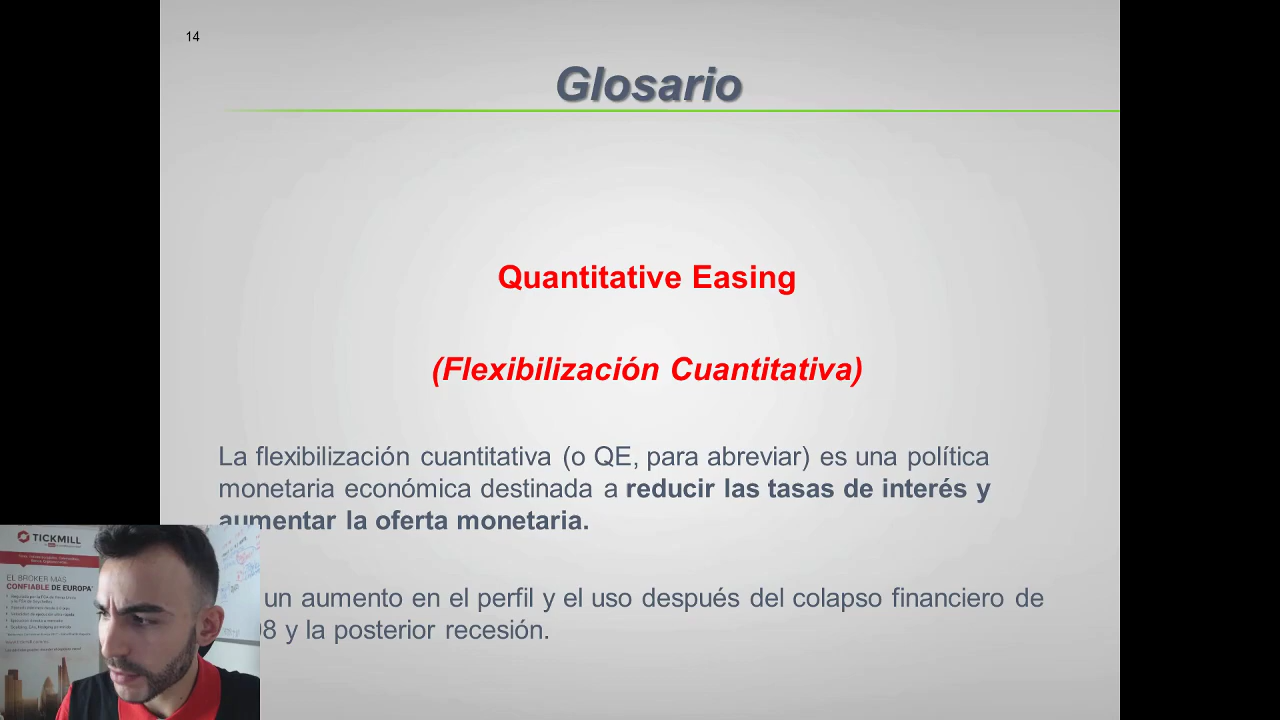 14
Glosario
Quantitative Easing
(Flexibilización Cuantitativa)
La flexibilización cuantitativa (o QE, para abreviar) es una política
monetaria económica destinada a reducir las tasas de interés y
aumentar la oferta monetaria.
un aumento en el perfil y el uso después del colapso financiero de
8 y la posterior recesión.
TICKMILL
EL BRÓKER MÁS
CONFIABLE DE EUROPA*